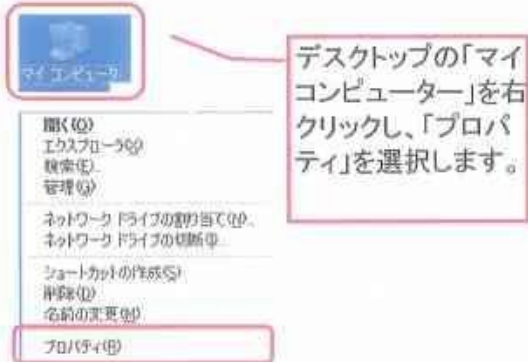 マイ コンピュータ
デスクトップの「マイ
コンピューター」を右
クリックし、「プロパ
ティ」を選択します。
開く(O)
エクスプローラ(X)
検索(E)...
管理(G)
ネットワーク ドライブの割り当て(N)...
ネットワーク ドライブの切断(I)...
ショートカットの作成(S)
削除(D)
名前の変更(M)
プロパティ(R)